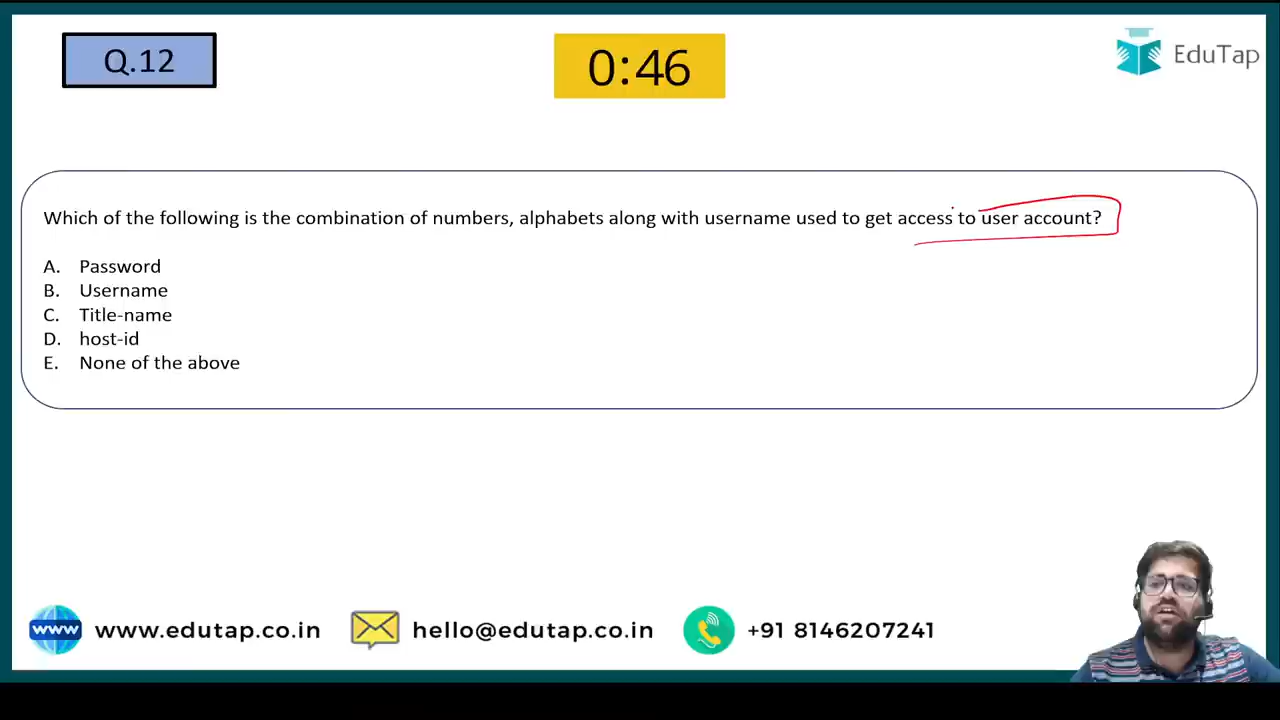 Q.12
0:46
EduTap
Which of the following is the combination of numbers, alphabets along with username used to get access to user account?
A. Password
B. Username
C. Title-name
D. host-id
E. None of the above
www
www.edutap.co.in
hello@edutap.co.in
+91 8146207241